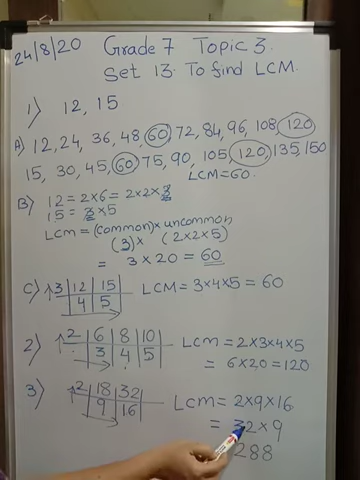 24/8/20 Grade 7 Topic 3.
Set 13. To find LCM.
1) 12, 15
A) 12, 24, 36, 48, 60, 72, 84, 96, 108, 120
15, 30, 45, 60, 75, 90, 105, 120, 135, 150
LCM = 60.
B) 12 = 2×6 = 2×2×3
15 = 3×5
LCM = (common) × uncommon
(3) × (2×2×5)
= 3 × 20 = 60
C) 3 | 12 | 15 LCM = 3×4×5 = 60
4 | 5
2) 2 | 6 | 8 | 10 LCM = 2×3×4×5
3 | 4 | 5 = 6×20 = 120
3) 2 | 18 | 32 LCM = 2×9×16
9 | 16 = 32×9
288